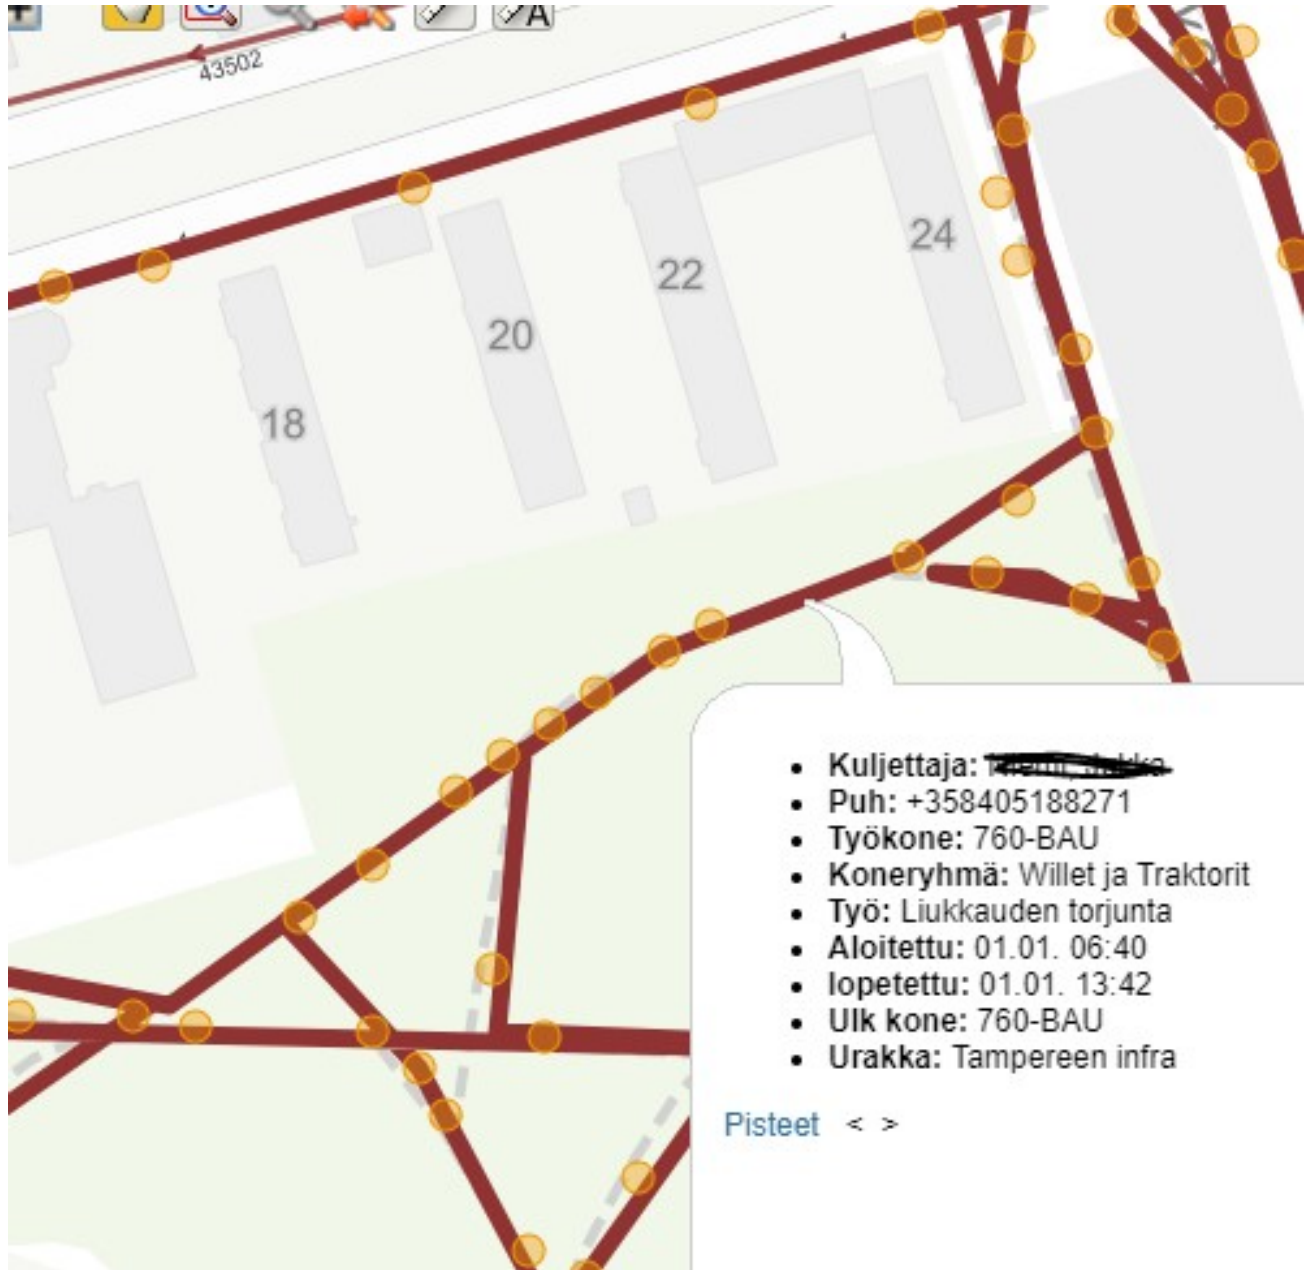 A
43502
24
22
20
18
Kuljettaja:
Puh: +358405188271
Työkone: 760-BAU
Koneryhmä: Willet ja Traktorit
Työ: Liukkauden torjunta
Aloitettu: 01.01. 06:40
lopetettu: 01.01. 13:42
Ulk kone: 760-BAU
Urakka: Tampereen infra
Pisteet < >